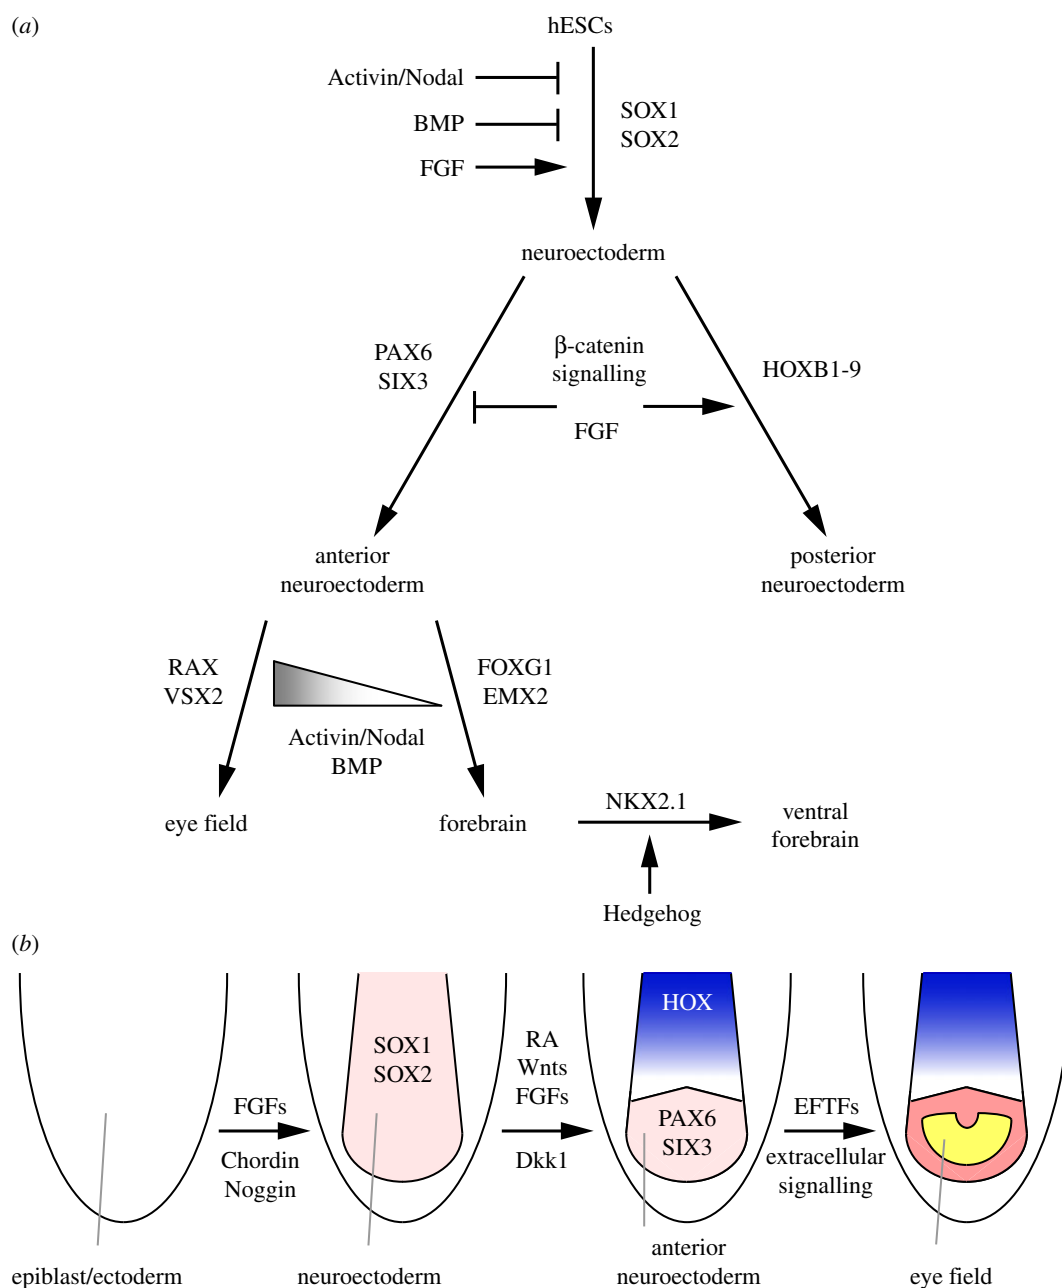 (a)
hESCs
Activin/Nodal
BMP
FGF
SOX1
SOX2
neuroectoderm
PAX6
SIX3
β-catenin
signalling
FGF
HOXB1-9
anterior
neuroectoderm
posterior
neuroectoderm
RAX
VSX2
Activin/Nodal
BMP
FOXG1
EMX2
eye field
forebrain
NKX2.1
ventral
forebrain
Hedgehog
(b)
FGFs
Chordin
Noggin
SOX1
SOX2
RA
Wnts
FGFs
Dkk1
HOX
PAX6
SIX3
EFTFs
extracellular
signalling
epiblast/ectoderm
neuroectoderm
anterior
neuroectoderm
eye field